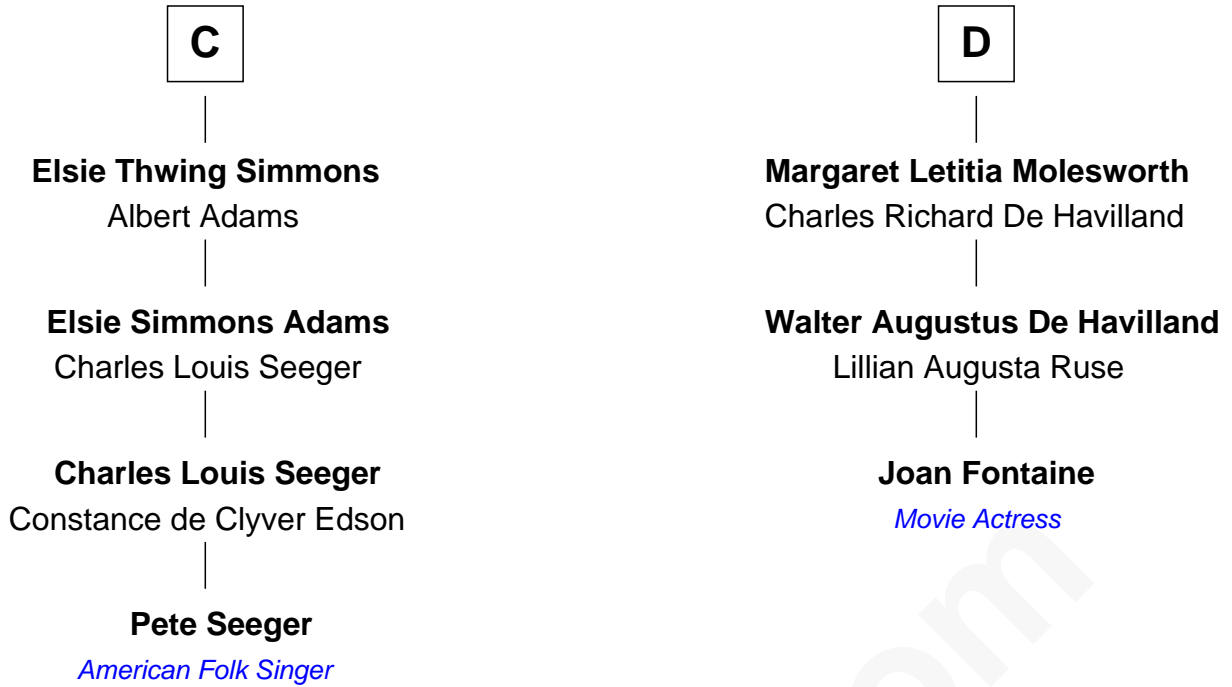 C
Elsie Thwing Simmons
Albert Adams
Elsie Simmons Adams
Charles Louis Seeger
Charles Louis Seeger
Constance de Clyver Edson
Pete Seeger
American Folk Singer
D
Margaret Letitia Molesworth
Charles Richard De Havilland
Walter Augustus De Havilland
Lillian Augusta Ruse
Joan Fontaine
Movie Actress
om